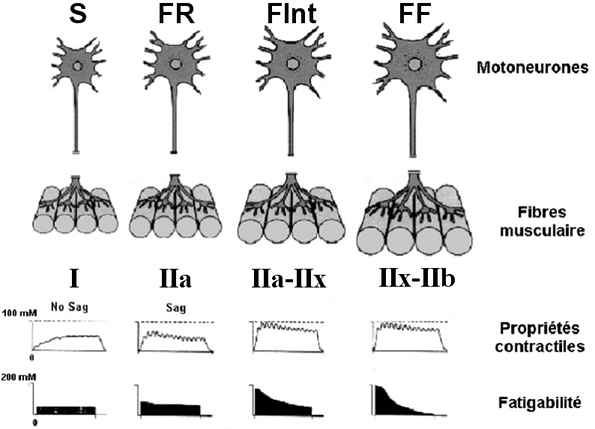 S FR FInt FF
Motoneurones
Fibres
musculaire
I IIa IIa-IIx IIx-IIb
No Sag Sag
100 mM
0
Propriétés
contractiles
200 mM
0
Fatigabilité